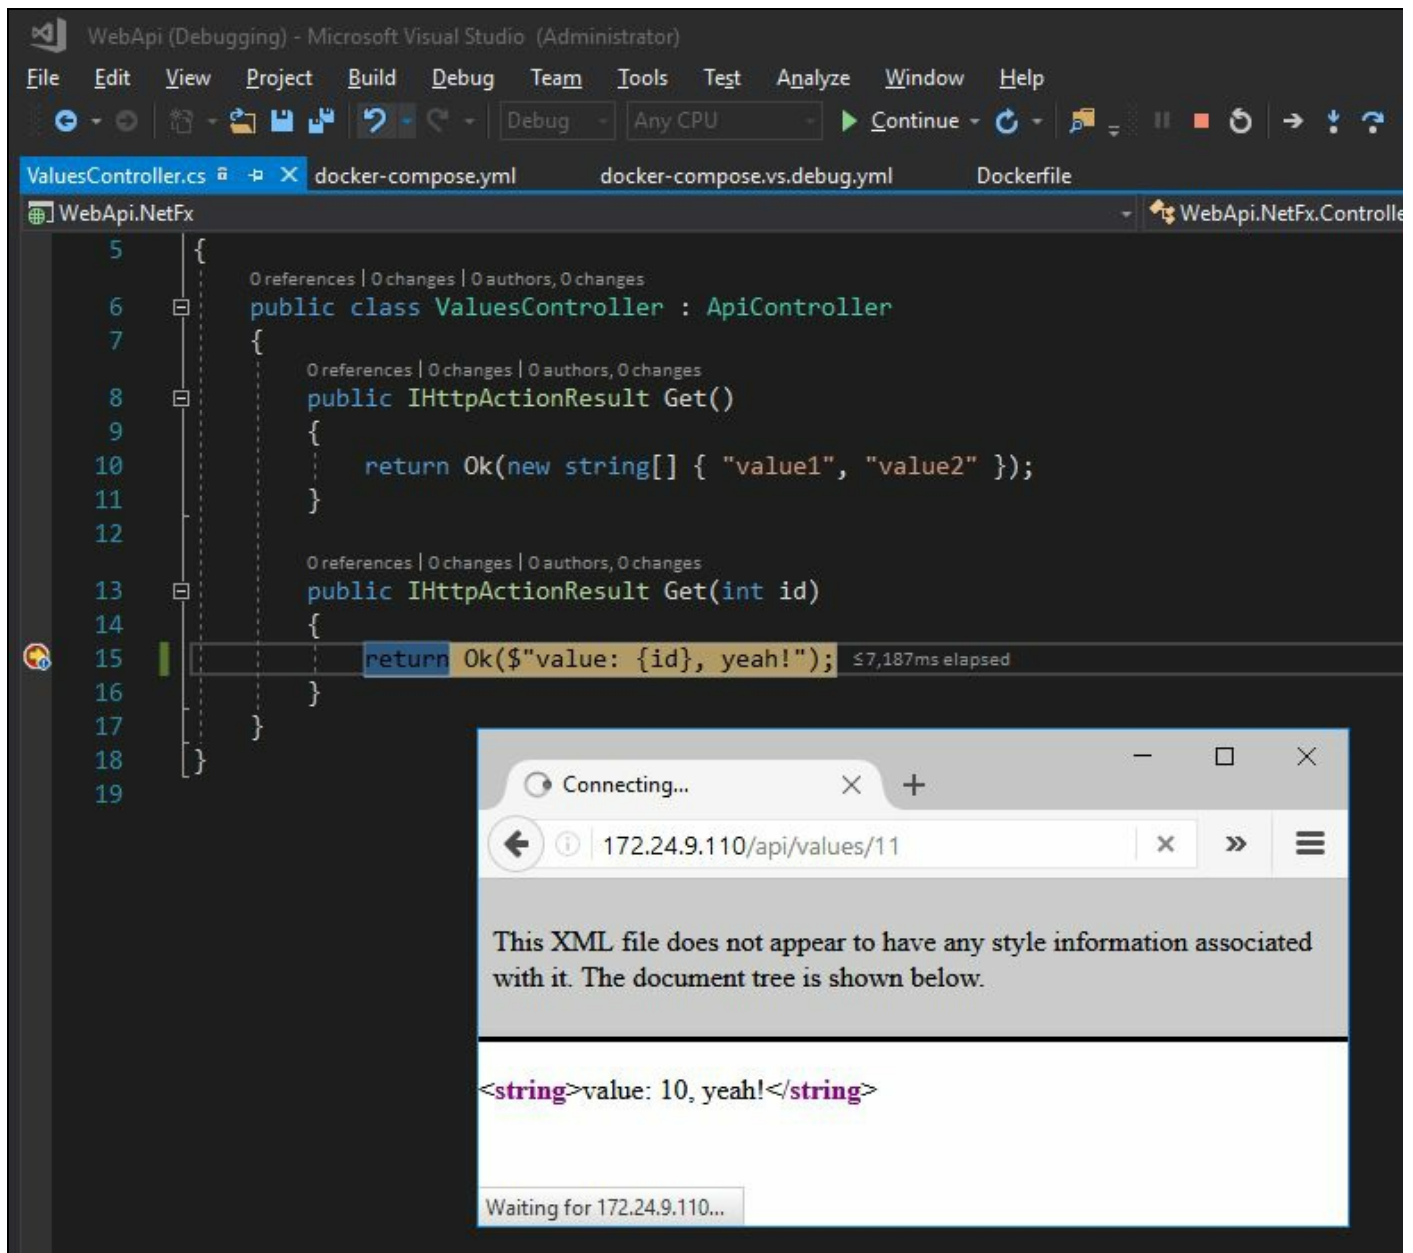 WebApi (Debugging) - Microsoft Visual Studio (Administrator)
File Edit View Project Build Debug Team Tools Test Analyze Window Help
Debug Any CPU Continue
ValuesController.cs docker-compose.yml docker-compose.vs.debug.yml Dockerfile
WebApi.NetFx WebApi.NetFx.Controlle
5 {
0 references | 0 changes | 0 authors, 0 changes
6 public class ValuesController : ApiController
7 {
0 references | 0 changes | 0 authors, 0 changes
8 public IHttpActionResult Get()
9 {
10 return Ok(new string[] { "value1", "value2" });
11 }
12
0 references | 0 changes | 0 authors, 0 changes
13 public IHttpActionResult Get(int id)
14 {
15 return Ok($"value: {id}, yeah!"); ≤7,187ms elapsed
16 }
17 }
18 }
19
Connecting...
172.24.9.110/api/values/11
This XML file does not appear to have any style information associated
with it. The document tree is shown below.
<string>value: 10, yeah!</string>
Waiting for 172.24.9.110...